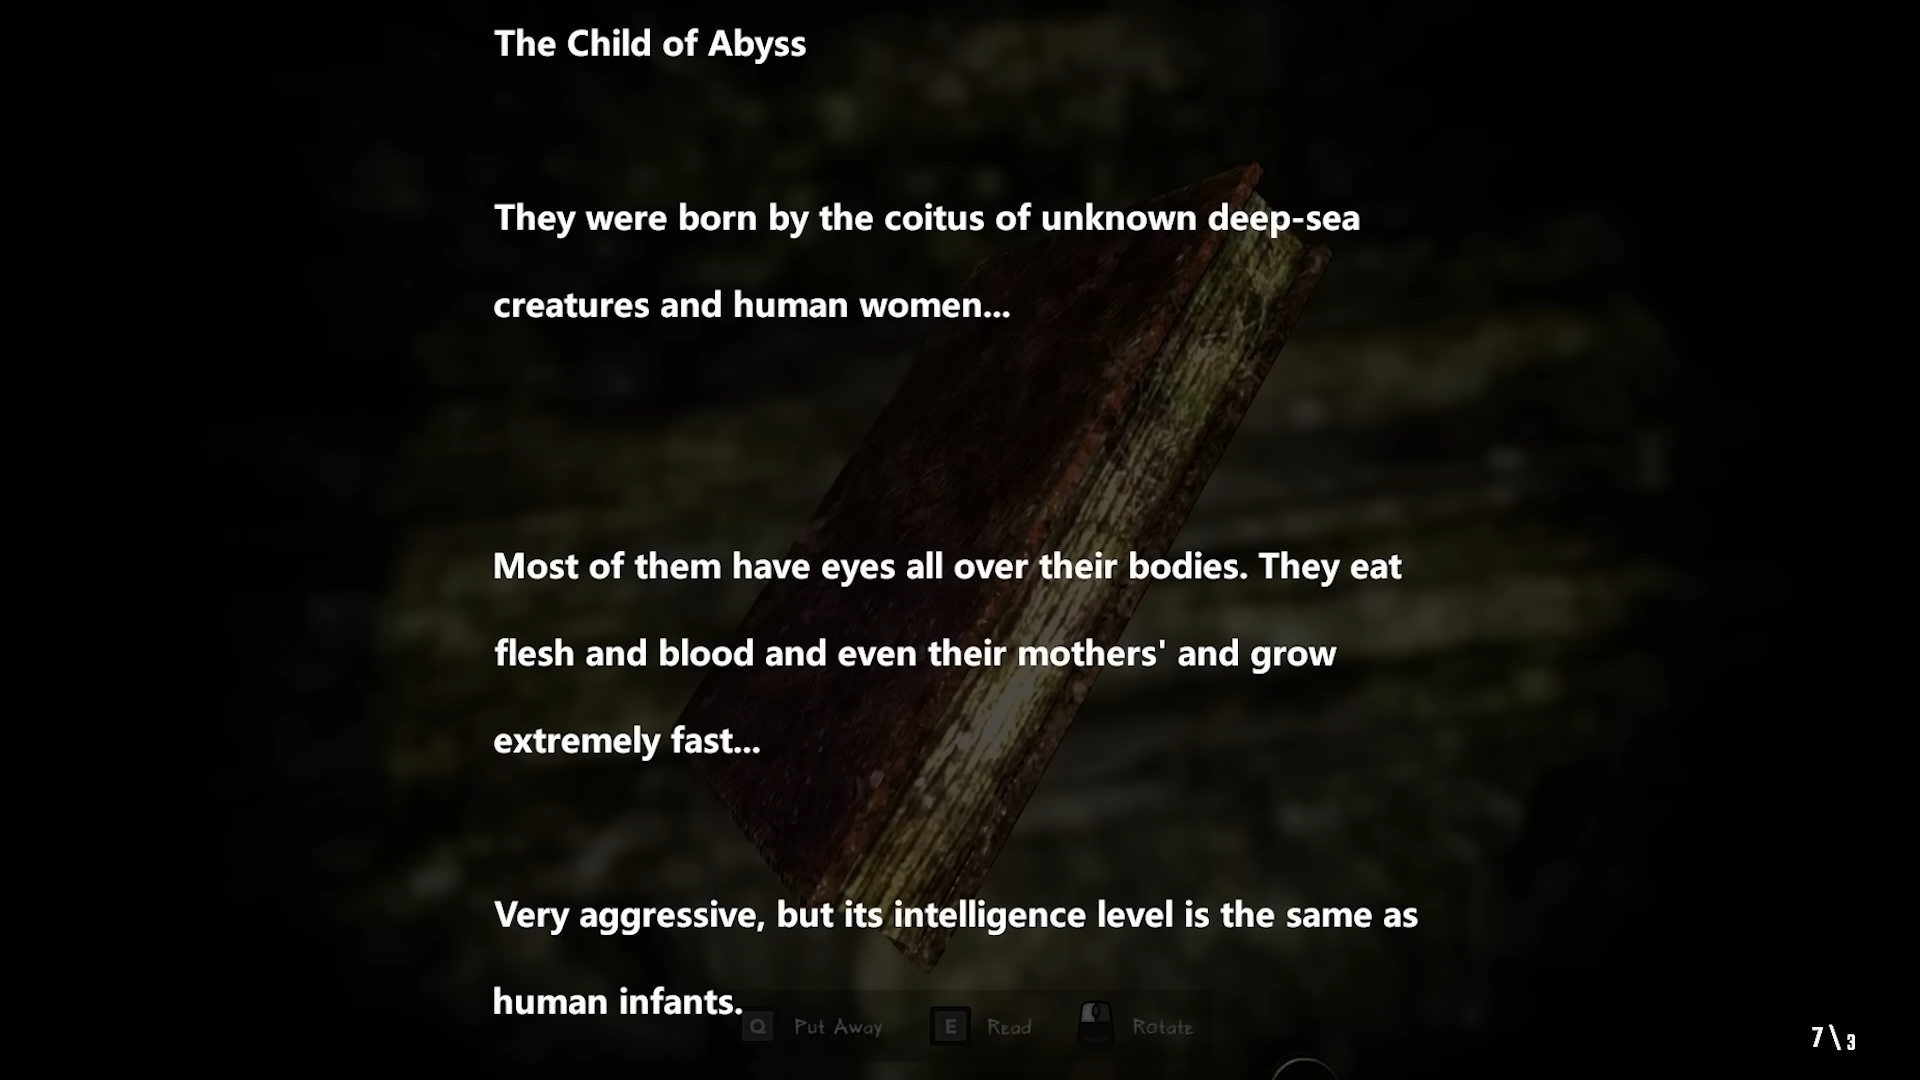 The Child of Abyss
They were born by the coitus of unknown deep-sea
creatures and human women...
Most of them have eyes all over their bodies. They eat
flesh and blood and even their mothers' and grow
extremely fast...
Very aggressive, but its intelligence level is the same as
human infants.
Q Put Away E Read Rotate
7\3